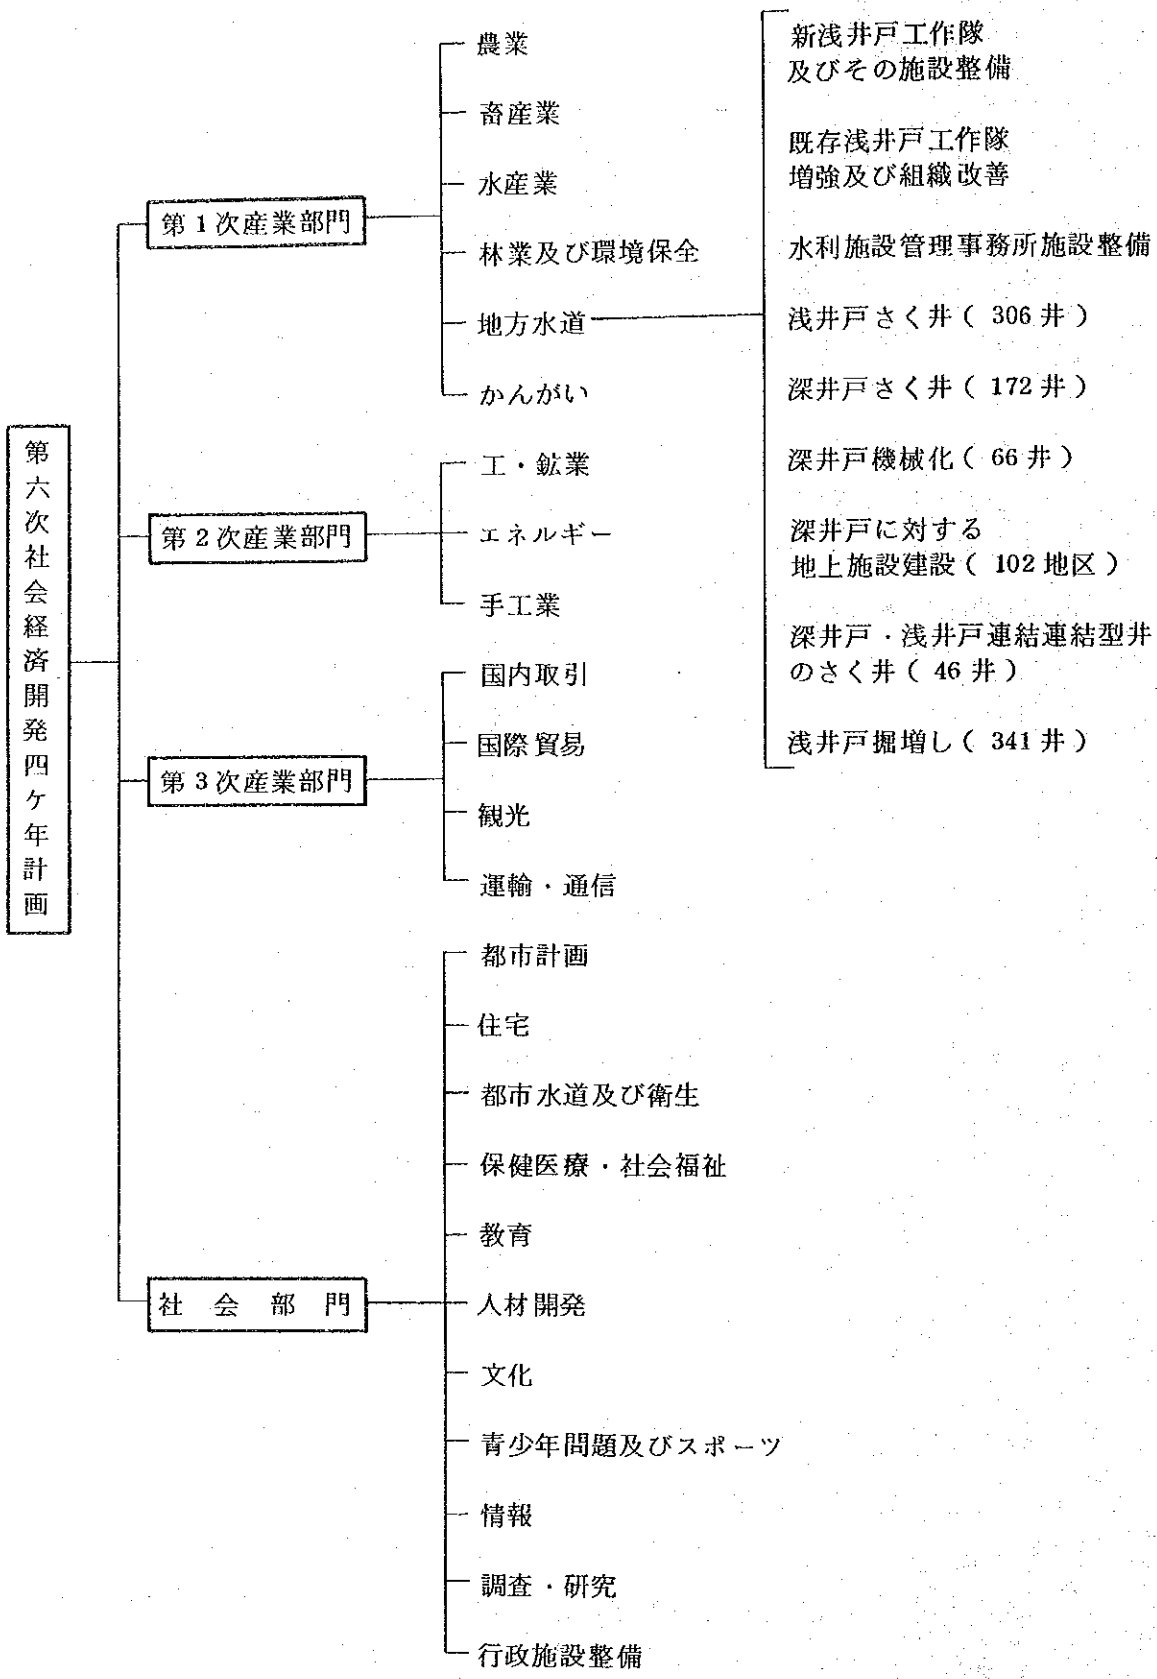 第六次社会経済開発四ケ年計画
第1次産業部門
農業
畜産業
水産業
林業及び環境保全
地方水道
かんがい
新浅井戸工作隊
及びその施設整備
既存浅井戸工作隊
増強及び組織改善
水利施設管理事務所施設整備
浅井戸さく井（306井）
深井戸さく井（172井）
深井戸機械化（66井）
深井戸に対する
地上施設建設（102地区）
深井戸・浅井戸連結連結型井
のさく井（46井）
浅井戸掘増し（341井）
第2次産業部門
工・鉱業
エネルギー
手工業
第3次産業部門
国内取引
国際貿易
観光
運輸・通信
社会部門
都市計画
住宅
都市水道及び衛生
保健医療・社会福祉
教育
人材開発
文化
青少年問題及びスポーツ
情報
調査・研究
行政施設整備